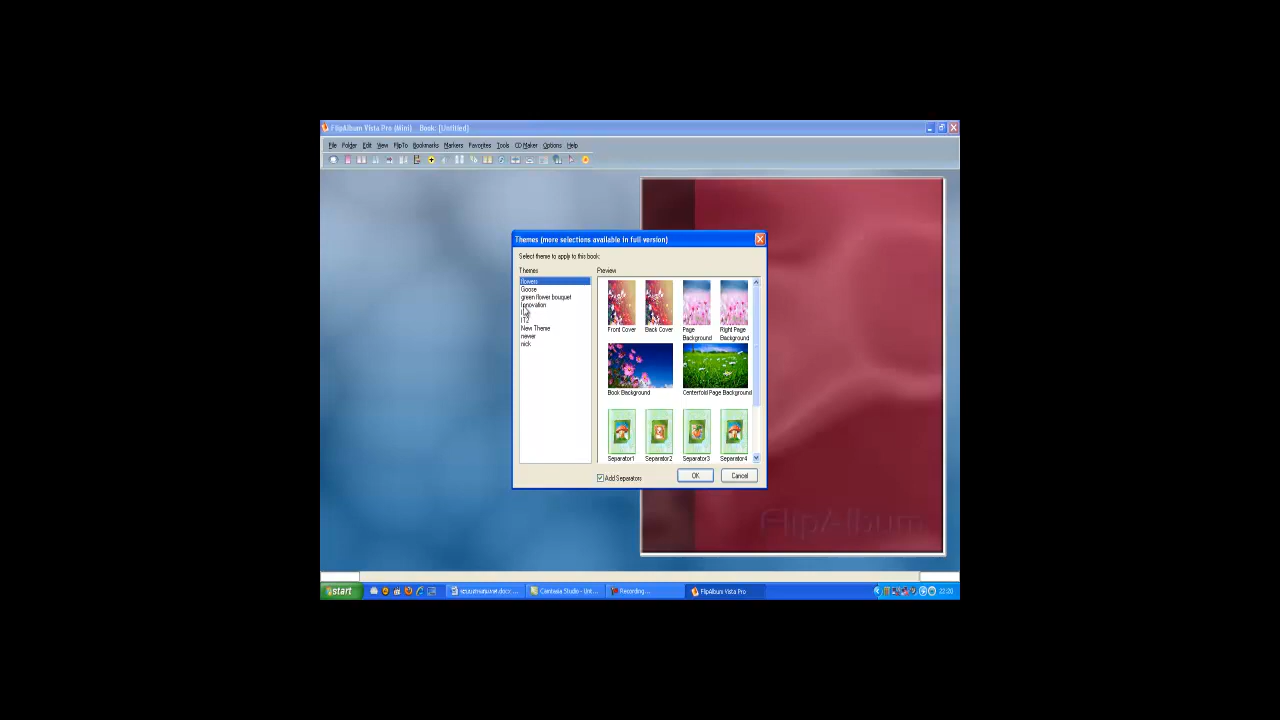 FlipAlbum Vista Pro (Mini) Book: [Untitled]
File Folder Edit View FlipTo Bookmarks Markers Favorites Tools CD Maker Options Help
Themes (more selections available in full version)
Select theme to apply to this book:
Themes
Preview
flowers
Goose
green flower bouquet
Innovation
IT2
New Theme
newer
nick
Front Cover
Back Cover
Page Background
Right Page Background
Book Background
Centerfold Page Background
Separator1
Separator2
Separator3
Separator4
Add Separators
OK
Cancel
FlipAlbum
start
Camtasia Studio - Unt...
Recording...
FlipAlbum Vista Pro
22:20